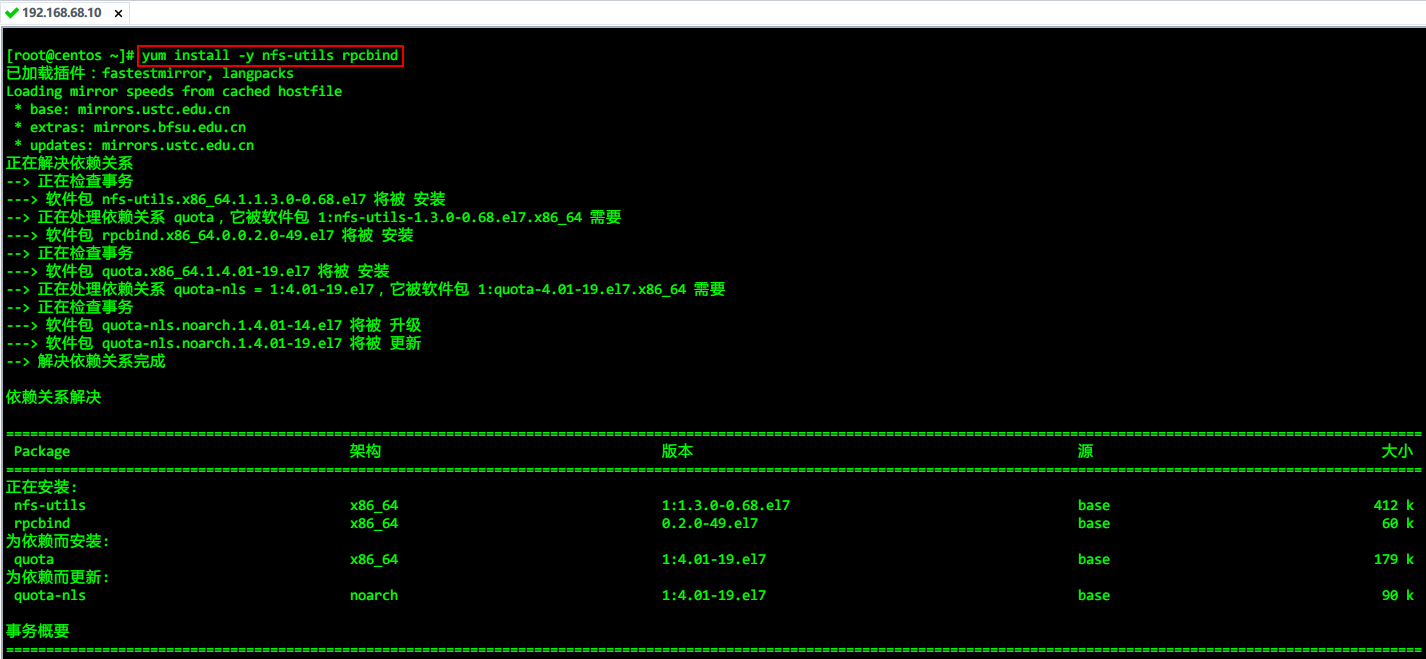 192.168.68.10 ×
[root@centos ~]# yum install -y nfs-utils rpcbind
已加载插件：fastestmirror, langpacks
Loading mirror speeds from cached hostfile
 * base: mirrors.ustc.edu.cn
 * extras: mirrors.bfsu.edu.cn
 * updates: mirrors.ustc.edu.cn
正在解决依赖关系
--> 正在检查事务
---> 软件包 nfs-utils.x86_64.1.1.3.0-0.68.el7 将被 安装
--> 正在处理依赖关系 quota，它被软件包 1:nfs-utils-1.3.0-0.68.el7.x86_64 需要
---> 软件包 rpcbind.x86_64.0.0.2.0-49.el7 将被 安装
--> 正在检查事务
---> 软件包 quota.x86_64.1.4.01-19.el7 将被 安装
--> 正在处理依赖关系 quota-nls = 1:4.01-19.el7，它被软件包 1:quota-4.01-19.el7.x86_64 需要
--> 正在检查事务
---> 软件包 quota-nls.noarch.1.4.01-14.el7 将被 升级
---> 软件包 quota-nls.noarch.1.4.01-19.el7 将被 更新
--> 解决依赖关系完成
依赖关系解决
Package 架构 版本 源 大小
正在安装:
nfs-utils x86_64 1:1.3.0-0.68.el7 base 412 k
rpcbind x86_64 0.2.0-49.el7 base 60 k
为依赖而安装:
quota x86_64 1:4.01-19.el7 base 179 k
为依赖而更新:
quota-nls noarch 1:4.01-19.el7 base 90 k
事务概要